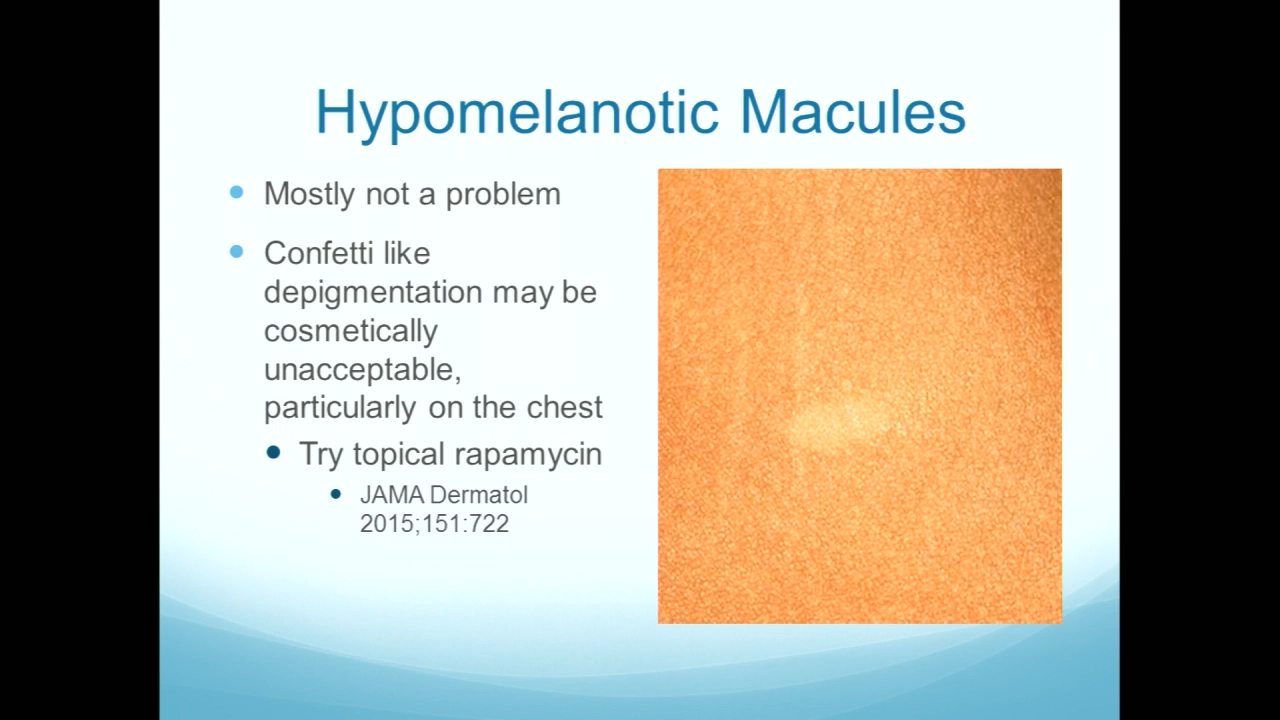 Hypomelanotic Macules
Mostly not a problem
Confetti like
depigmentation may be
cosmetically
unacceptable,
particularly on the chest
Try topical rapamycin
JAMA Dermatol
2015;151:722